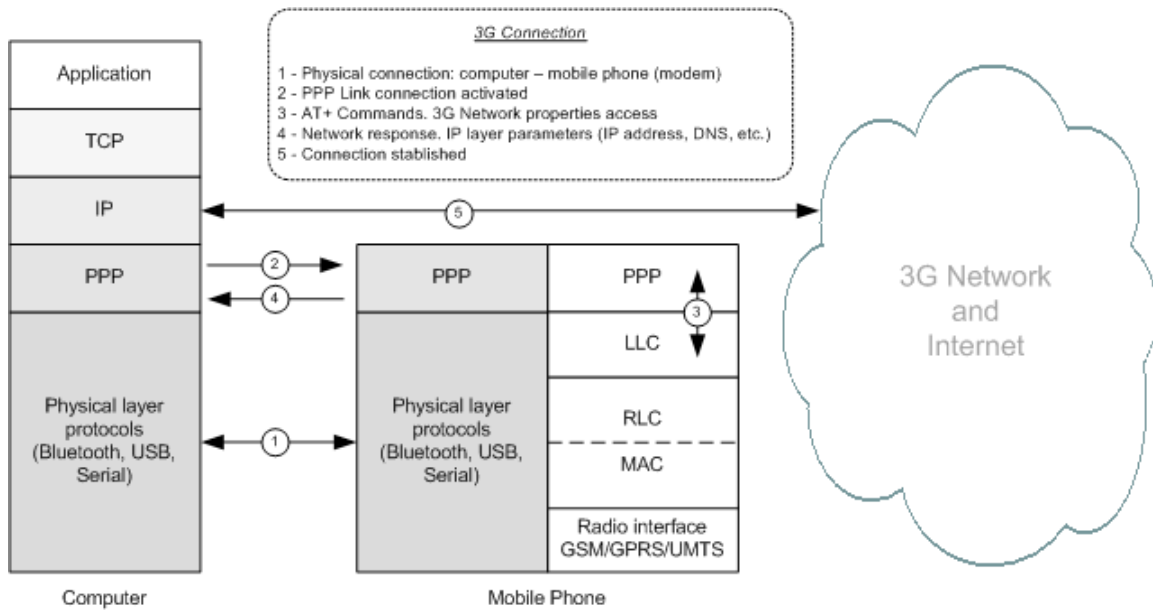 3G Connection
1 - Physical connection: computer – mobile phone (modem)
2 - PPP Link connection activated
3 - AT+ Commands. 3G Network properties access
4 - Network response. IP layer parameters (IP address, DNS, etc.)
5 - Connection stablished
Application
TCP
IP
5
PPP
2
4
PPP
PPP
3
LLC
3G Network
and
Internet
Physical layer
protocols
(Bluetooth, USB,
Serial)
1
Physical layer
protocols
(Bluetooth, USB,
Serial)
RLC
MAC
Radio interface
GSM/GPRS/UMTS
Computer
Mobile Phone